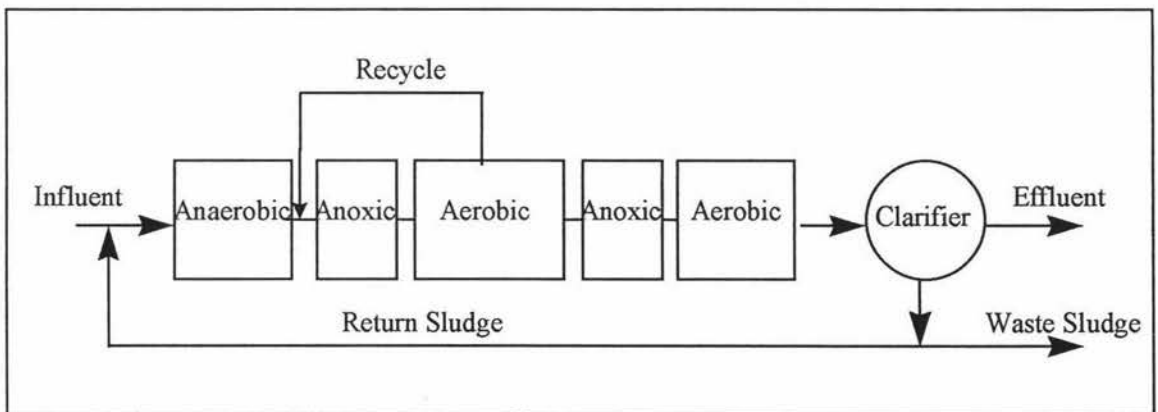 Recycle
Influent
Anaerobic
Anoxic
Aerobic
Anoxic
Aerobic
Clarifier
Effluent
Return Sludge
Waste Sludge